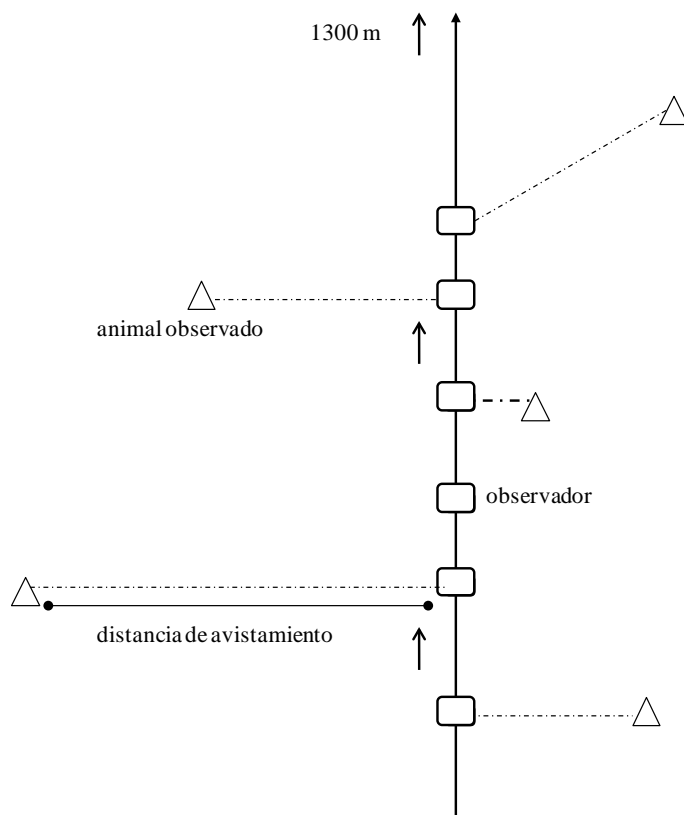 1300 m
animal observado
observador
distancia de avistamiento